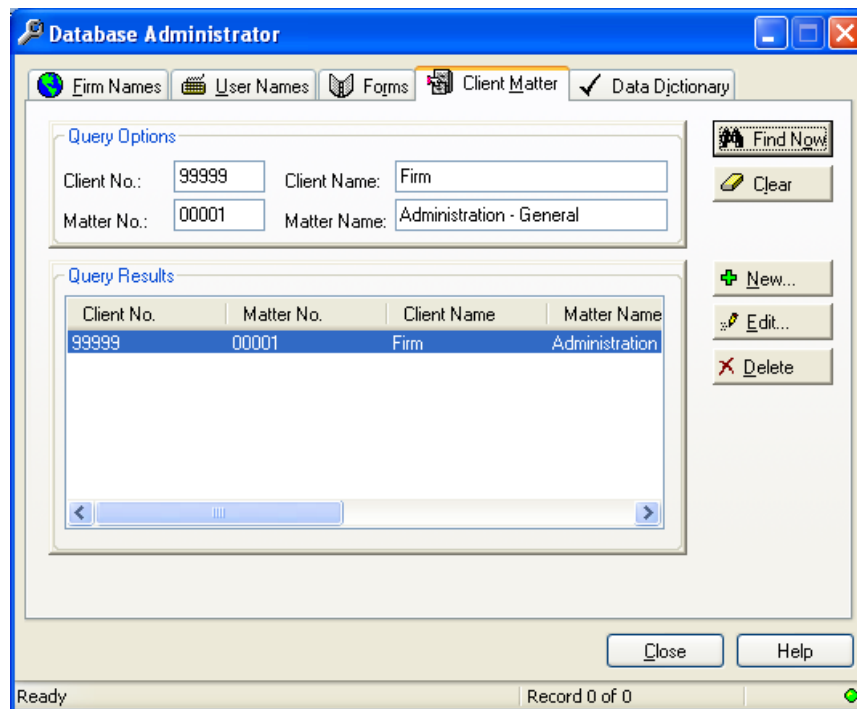 Database Administrator
Firm Names User Names Forms Client Matter Data Dictionary
Query Options
Client No.: 99999 Client Name: Firm
Matter No.: 00001 Matter Name: Administration - General
Find Now
Clear
Query Results
Client No. Matter No. Client Name Matter Name
99999 00001 Firm Administration
New...
Edit...
Delete
Close Help
Ready Record 0 of 0